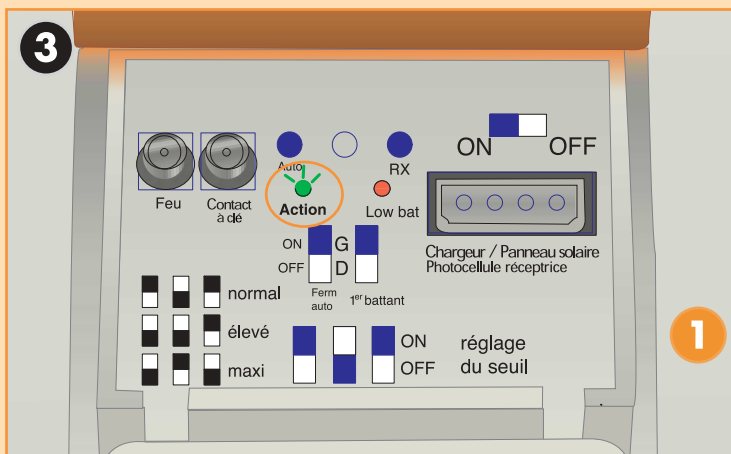 3
ON
OFF
Auto
RX
Feu
Contact
à clé
Action
Low bat
ON
G
OFF
D
Chargeur / Panneau solaire
Photocellule réceptrice
Ferm
auto
1er battant
normal
élevé
maxi
ON
OFF
réglage
du seuil
1